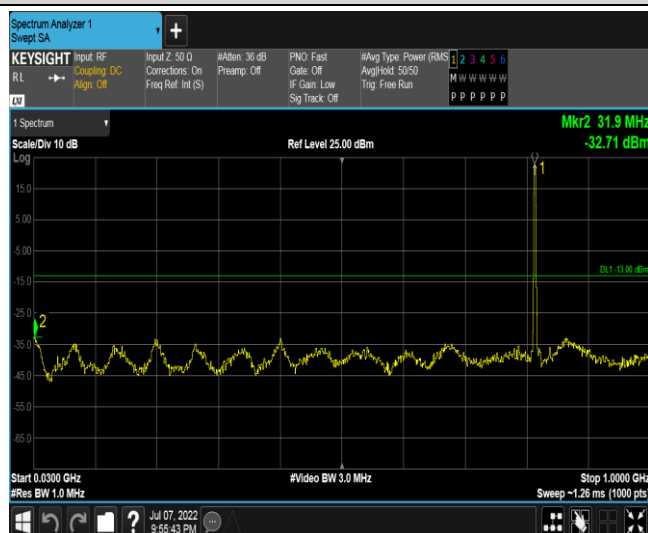 Spectrum Analyzer 1
Swept SA
+
KEYSIGHT
RL
LXI
Input: RF
Coupling: DC
Align: Off
Input Z: 50 Ω
Corrections: On
Freq Ref: Int (S)
#Atten: 36 dB
Preamp: Off
PNO: Fast
Gate: Off
IF Gain: Low
Sig Track: Off
#Avg Type: Power (RMS
Avg|Hold: 50/50
Trig: Free Run
1 2 3 4 5 6
M W W W W W
P P P P P P
1 Spectrum
Mkr2 31.9 MHz
Scale/Div 10 dB
Ref Level 25.00 dBm
-32.71 dBm
Log
1
15.0
5.00
-5.00
DL1 -13.00 dBm
-15.0
-25.0
2
-35.0
-45.0
-55.0
-65.0
Start 0.0300 GHz
#Video BW 3.0 MHz
Stop 1.0000 GHz
#Res BW 1.0 MHz
Sweep ~1.26 ms (1000 pts)
?
Jul 07, 2022
9:55:43 PM